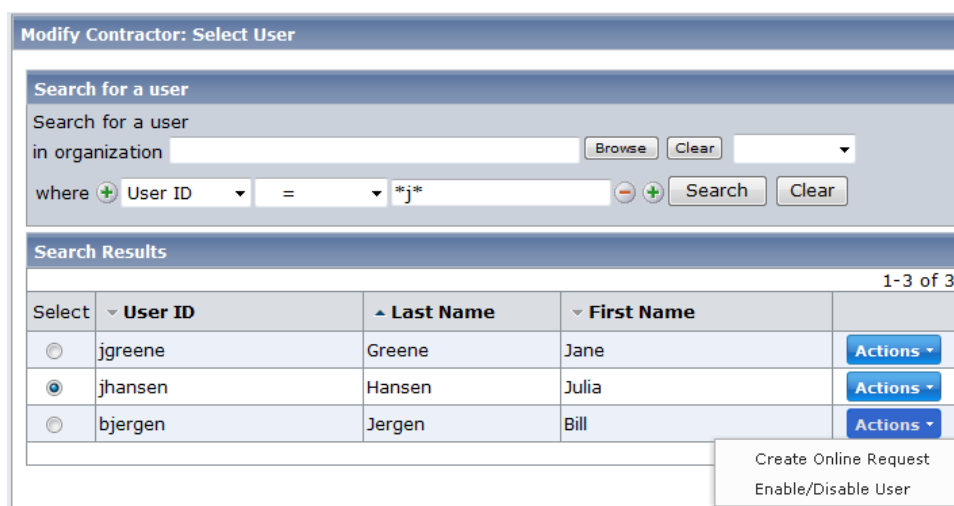 Modify Contractor: Select User
Search for a user
Search for a user
in organization Browse Clear
where User ID = *j* Search Clear
Search Results
1-3 of 3
Select User ID Last Name First Name
jgreene Greene Jane Actions
jhansen Hansen Julia Actions
bjergen Jergen Bill Actions
Create Online Request
Enable/Disable User